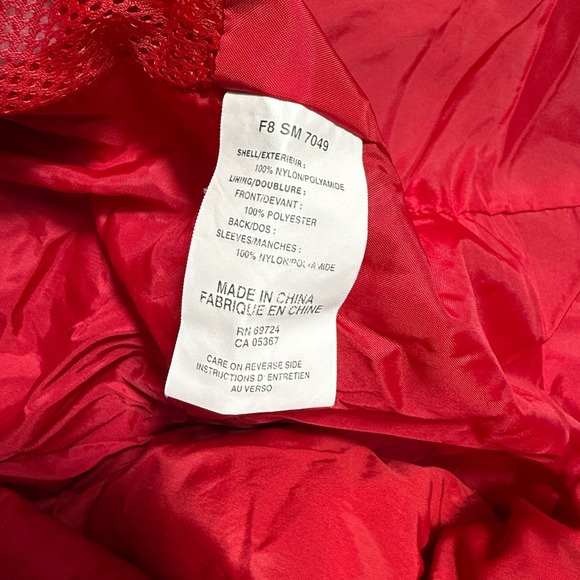 F8 SM 7049
SHELL/EXTERIEUR:
100% NYLON/POLYAMIDE
LINING/DOUBLURE:
FRONT/DEVANT:
100% POLYESTER
BACK/DOS:
SLEEVES/MANCHES:
100% NYLON/POLYAMIDE
MADE IN CHINA
FABRIQUE EN CHINE
RN 69724
CA 05367
CARE ON REVERSE SIDE
INSTRUCTIONS D'ENTRETIEN
AU VERSO